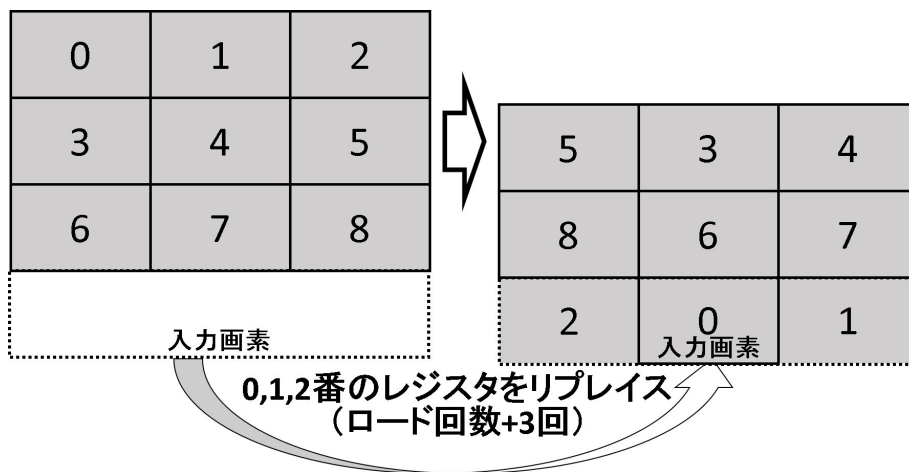 0 1 2
3 4 5
6 7 8
入力画素
5 3 4
8 6 7
2 0 1
入力画素
0,1,2番のレジスタをリプレイス
（ロード回数+3回）